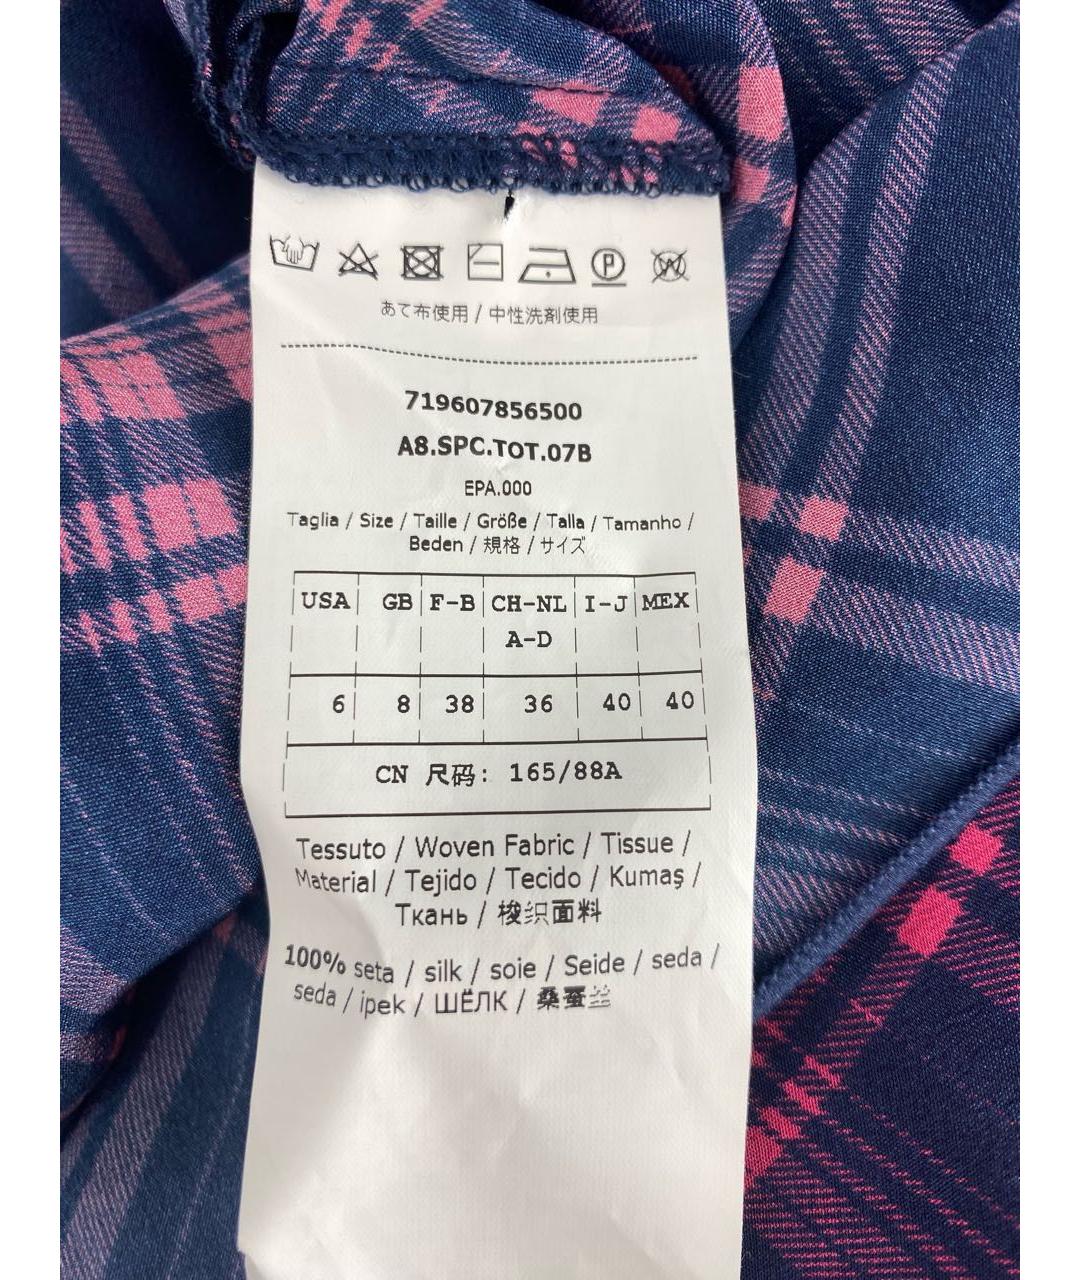 P
W
あて布使用 / 中性洗剤使用
719607856500
A8.SPC.TOT.07B
EPA.000
Taglia / Size / Taille / Größe / Talla / Tamanho /
Beden / 規格 / サイズ
USA GB F-B CH-NL I-J MEX
A-D
6 8 38 36 40 40
CN 尺码: 165/88A
Tessuto / Woven Fabric / Tissue /
Material / Tejido / Tecido / Kumaş /
Ткань / 梭织面料
100% seta / silk / soie / Seide / seda /
seda / ipek / ШЁЛК / 桑蚕丝